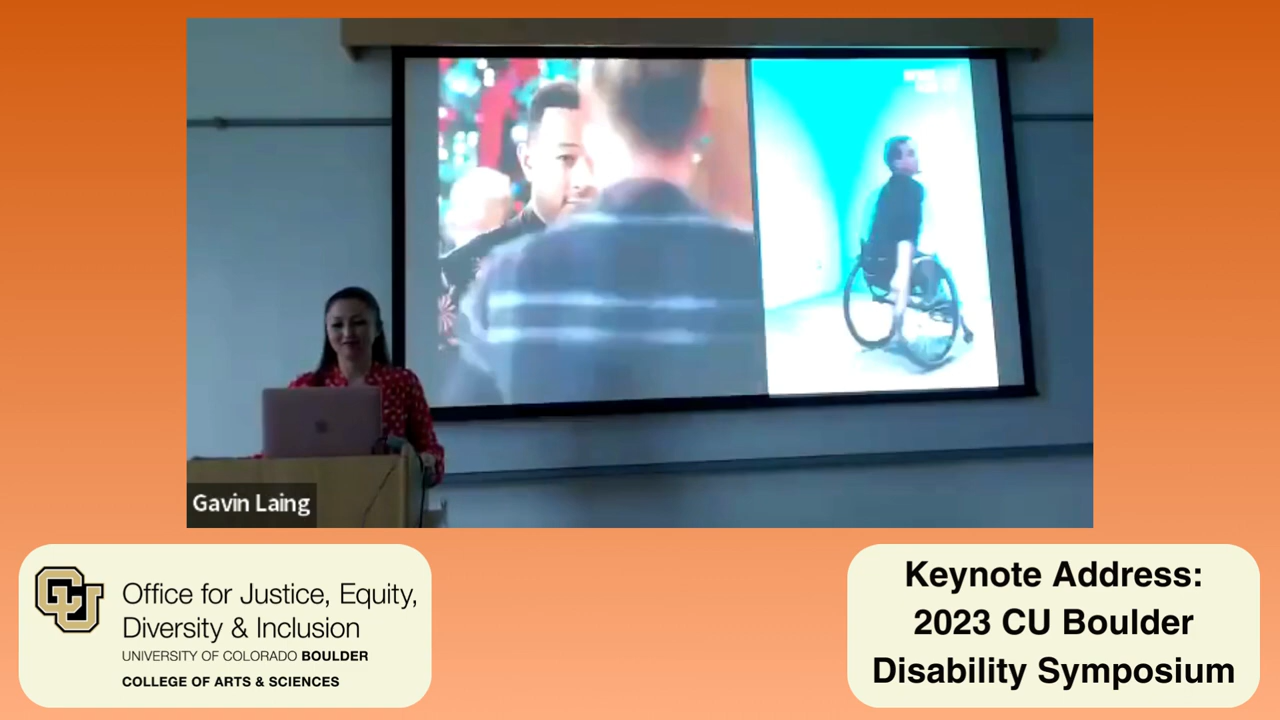 Gavin Laing
Office for Justice, Equity,
Diversity & Inclusion
UNIVERSITY OF COLORADO BOULDER
COLLEGE OF ARTS & SCIENCES
Keynote Address:
2023 CU Boulder
Disability Symposium